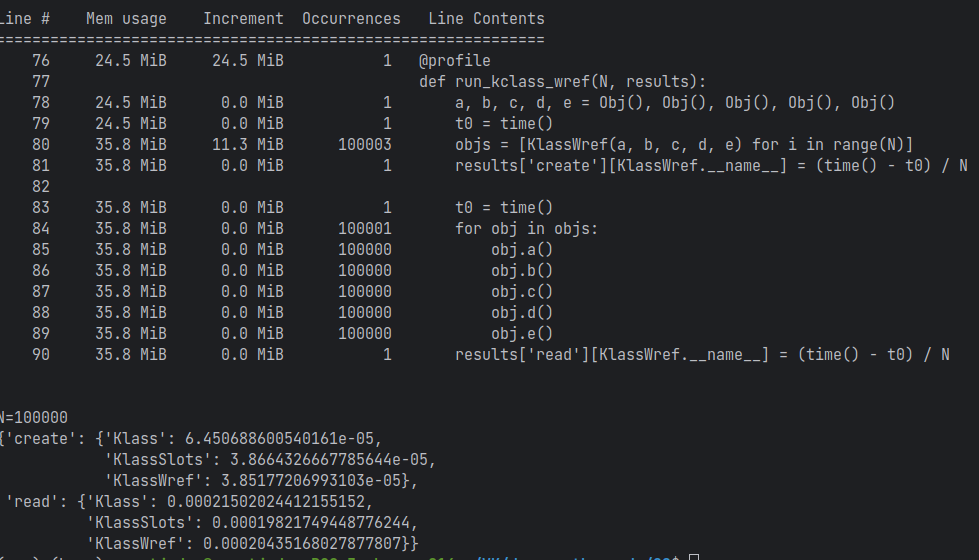 Line #    Mem usage    Increment  Occurrences   Line Contents
=============================================================
    76     24.5 MiB     24.5 MiB           1   @profile
    77                                         def run_kclass_wref(N, results):
    78     24.5 MiB      0.0 MiB           1       a, b, c, d, e = Obj(), Obj(), Obj(), Obj(), Obj()
    79     24.5 MiB      0.0 MiB           1       t0 = time()
    80     35.8 MiB     11.3 MiB      100003       objs = [KlassWref(a, b, c, d, e) for i in range(N)]
    81     35.8 MiB      0.0 MiB           1       results['create'][KlassWref.__name__] = (time() - t0) / N
    82
    83     35.8 MiB      0.0 MiB           1       t0 = time()
    84     35.8 MiB      0.0 MiB      100001       for obj in objs:
    85     35.8 MiB      0.0 MiB      100000           obj.a()
    86     35.8 MiB      0.0 MiB      100000           obj.b()
    87     35.8 MiB      0.0 MiB      100000           obj.c()
    88     35.8 MiB      0.0 MiB      100000           obj.d()
    89     35.8 MiB      0.0 MiB      100000           obj.e()
    90     35.8 MiB      0.0 MiB           1       results['read'][KlassWref.__name__] = (time() - t0) / N
N=100000
{'create': {'Klass': 6.450688600540161e-05,
            'KlassSlots': 3.8664326667785644e-05,
            'KlassWref': 3.85177206993103e-05},
 'read': {'Klass': 0.00021502024412155152,
          'KlassSlots': 0.00019821749448776244,
          'KlassWref': 0.00020435168027877807}}